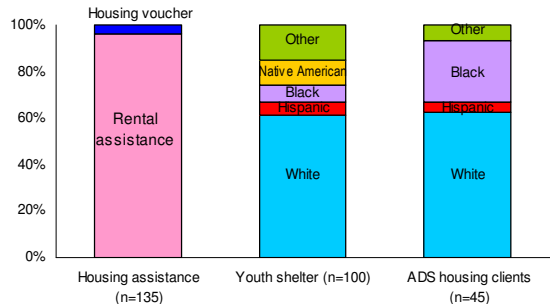 Housing voucher
100%
80%
60%
40%
20%
0%
Rental
assistance
Other
Native American
Black
Hispanic
White
Other
Black
Hispanic
White
Housing assistance
(n=135)
Youth shelter (n=100)
ADS housing clients
(n=45)